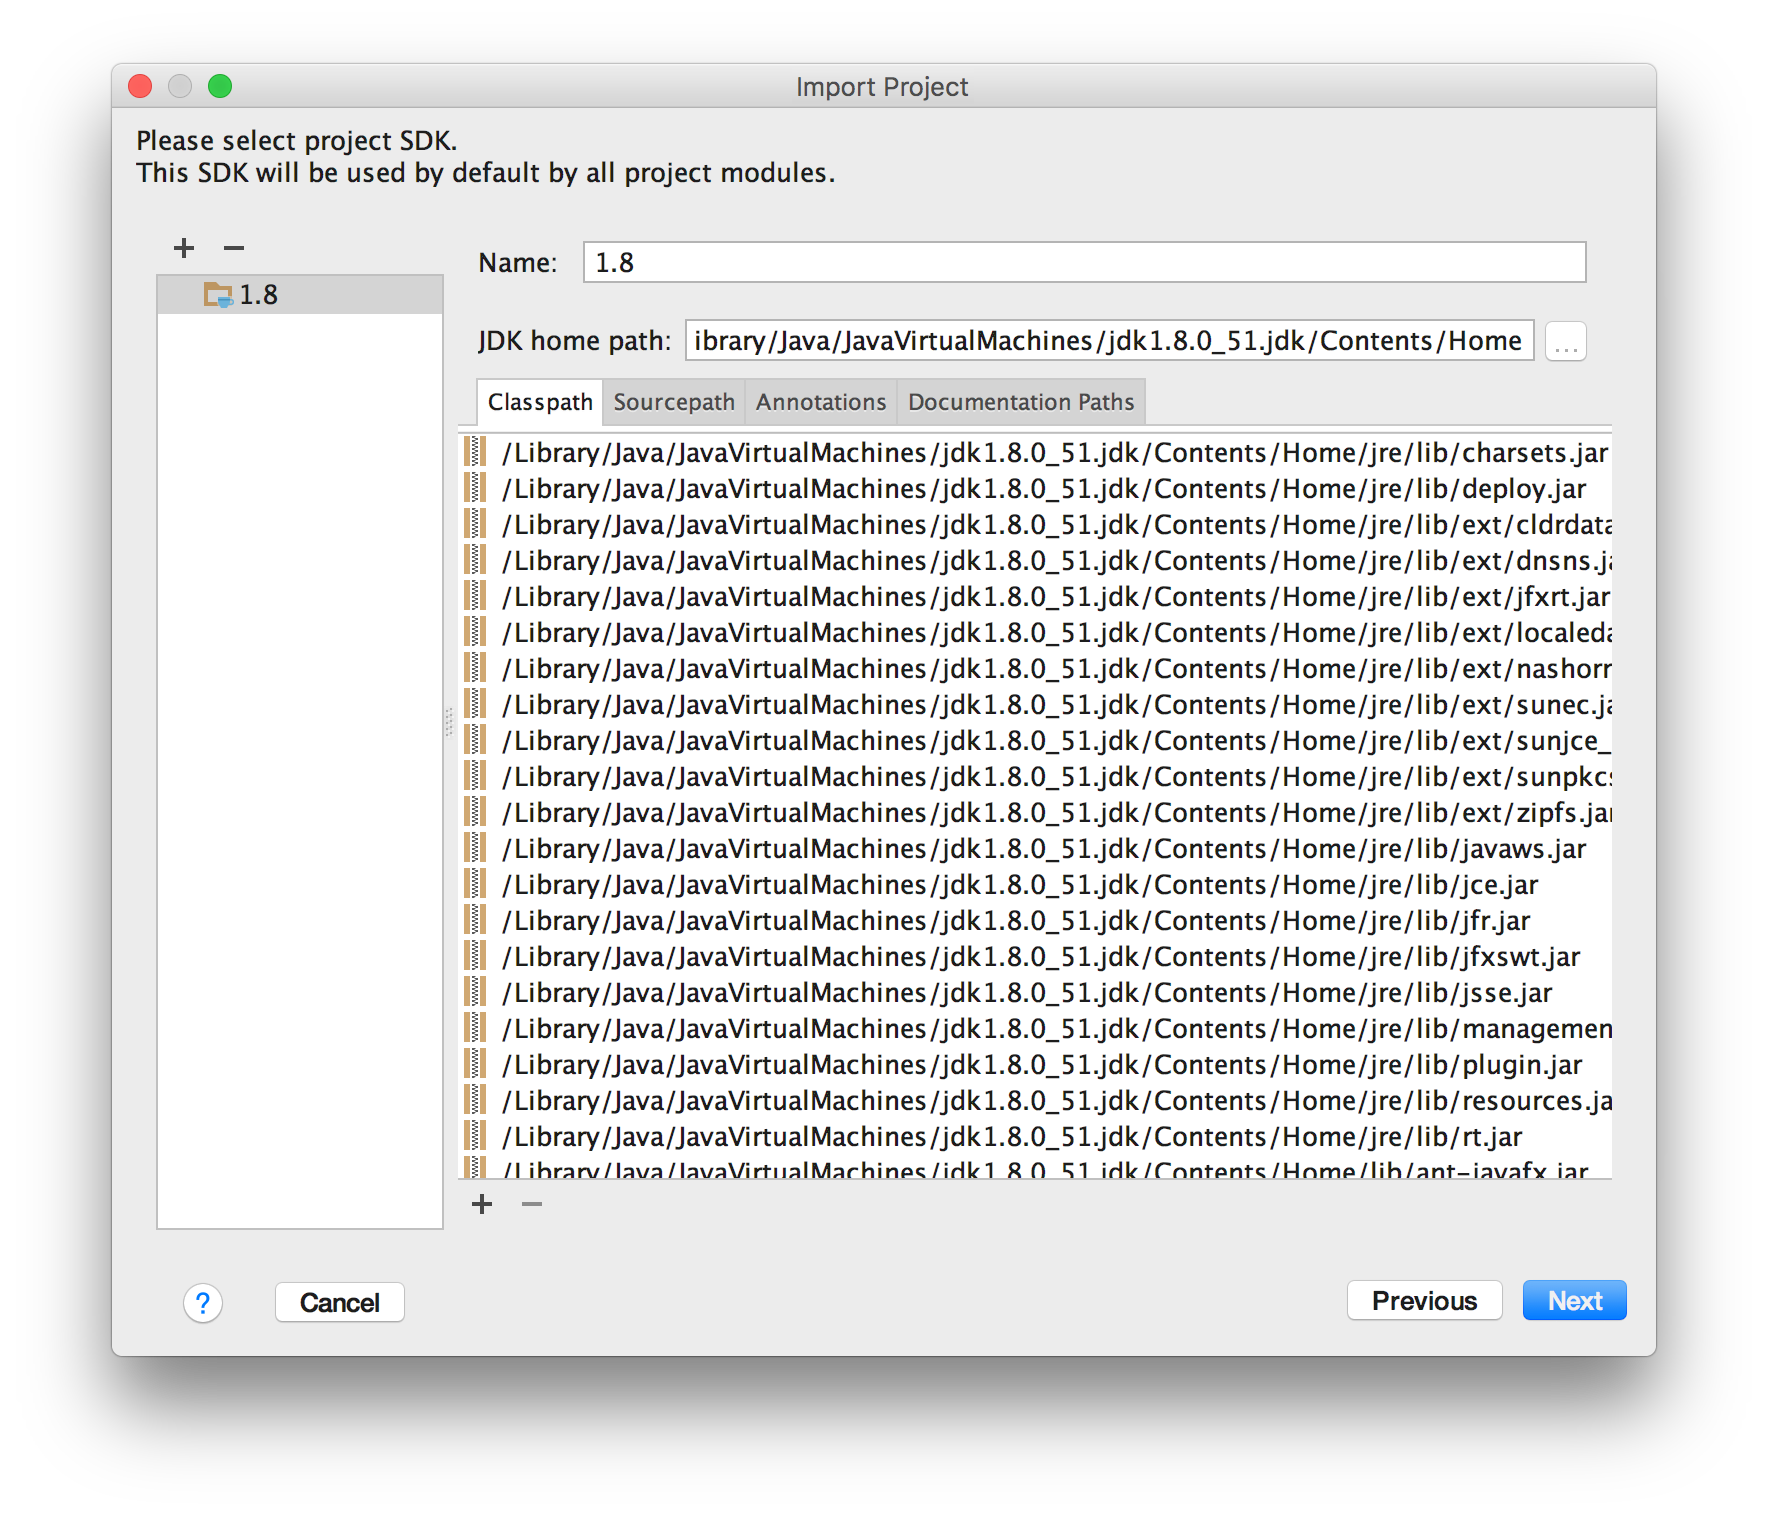 Import Project
Please select project SDK.
This SDK will be used by default by all project modules.
1.8
Name: 1.8
JDK home path: ibrary/Java/JavaVirtualMachines/jdk1.8.0_51.jdk/Contents/Home ...
Classpath Sourcepath Annotations Documentation Paths
/Library/Java/JavaVirtualMachines/jdk1.8.0_51.jdk/Contents/Home/jre/lib/charsets.jar
/Library/Java/JavaVirtualMachines/jdk1.8.0_51.jdk/Contents/Home/jre/lib/deploy.jar
/Library/Java/JavaVirtualMachines/jdk1.8.0_51.jdk/Contents/Home/jre/lib/ext/cldrdata
/Library/Java/JavaVirtualMachines/jdk1.8.0_51.jdk/Contents/Home/jre/lib/ext/dnsns.ja
/Library/Java/JavaVirtualMachines/jdk1.8.0_51.jdk/Contents/Home/jre/lib/ext/jfxrt.jar
/Library/Java/JavaVirtualMachines/jdk1.8.0_51.jdk/Contents/Home/jre/lib/ext/localeda
/Library/Java/JavaVirtualMachines/jdk1.8.0_51.jdk/Contents/Home/jre/lib/ext/nashorn
/Library/Java/JavaVirtualMachines/jdk1.8.0_51.jdk/Contents/Home/jre/lib/ext/sunec.ja
/Library/Java/JavaVirtualMachines/jdk1.8.0_51.jdk/Contents/Home/jre/lib/ext/sunjce_
/Library/Java/JavaVirtualMachines/jdk1.8.0_51.jdk/Contents/Home/jre/lib/ext/sunpkcs
/Library/Java/JavaVirtualMachines/jdk1.8.0_51.jdk/Contents/Home/jre/lib/ext/zipfs.jar
/Library/Java/JavaVirtualMachines/jdk1.8.0_51.jdk/Contents/Home/jre/lib/javaws.jar
/Library/Java/JavaVirtualMachines/jdk1.8.0_51.jdk/Contents/Home/jre/lib/jce.jar
/Library/Java/JavaVirtualMachines/jdk1.8.0_51.jdk/Contents/Home/jre/lib/jfr.jar
/Library/Java/JavaVirtualMachines/jdk1.8.0_51.jdk/Contents/Home/jre/lib/jfxswt.jar
/Library/Java/JavaVirtualMachines/jdk1.8.0_51.jdk/Contents/Home/jre/lib/jsse.jar
/Library/Java/JavaVirtualMachines/jdk1.8.0_51.jdk/Contents/Home/jre/lib/managemen
/Library/Java/JavaVirtualMachines/jdk1.8.0_51.jdk/Contents/Home/jre/lib/plugin.jar
/Library/Java/JavaVirtualMachines/jdk1.8.0_51.jdk/Contents/Home/jre/lib/resources.ja
/Library/Java/JavaVirtualMachines/jdk1.8.0_51.jdk/Contents/Home/jre/lib/rt.jar
/Library/Java/JavaVirtualMachines/jdk1.8.0_51.jdk/Contents/Home/lib/ant-javafx.jar
? Cancel Previous Next